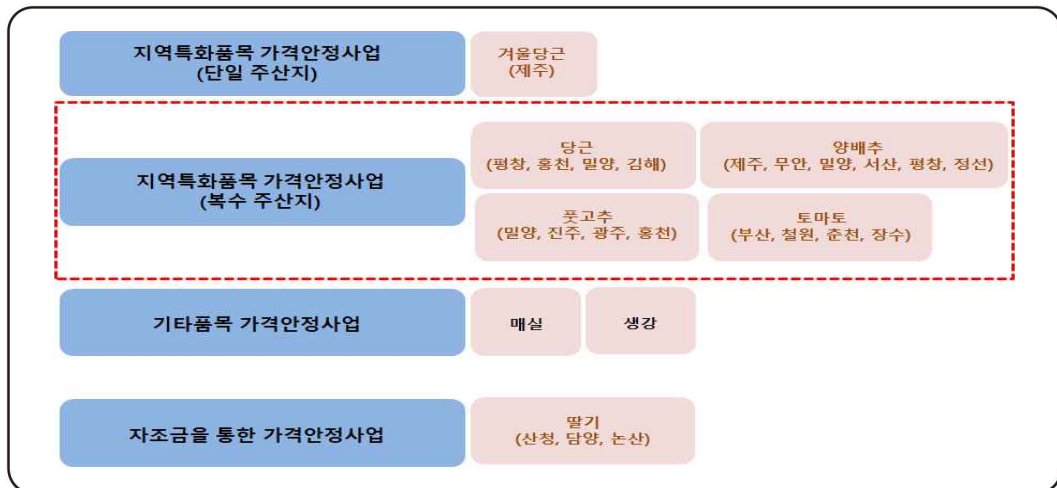 지역특화품목 가격안정사업
(단일 주산지)
겨울당근
(제주)
지역특화품목 가격안정사업
(복수 주산지)
당근
(평창, 홍천, 밀양, 김해)
양배추
(제주, 무안, 밀양, 서산, 평창, 정선)
풋고추
(밀양, 진주, 광주, 홍천)
토마토
(부산, 철원, 춘천, 장수)
기타품목 가격안정사업
매실
생강
자조금을 통한 가격안정사업
딸기
(산청, 담양, 논산)